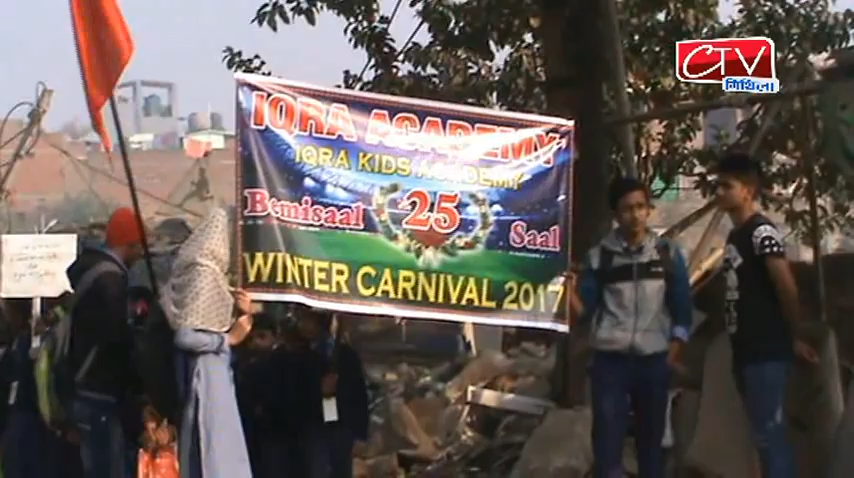 CTV
मिथिला
IQRA ACADEMY
IQRA KIDS ACADEMY
Bemisaal 25 Saal
WINTER CARNIVAL 2017